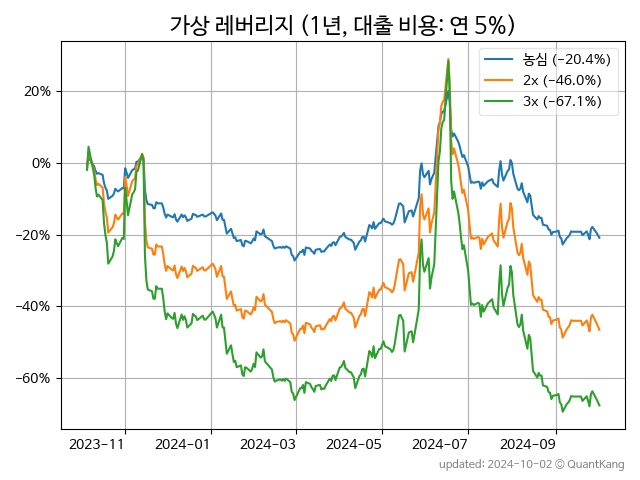 가상 레버리지 (1년, 대출 비용: 연 5%)
농심 (−20.4%)
2x (−46.0%)
3x (−67.1%)
20%
0%
−20%
−40%
−60%
2023−11 2024−01 2024−03 2024−05 2024−07 2024−09
updated: 2024-10-02 © QuantKang